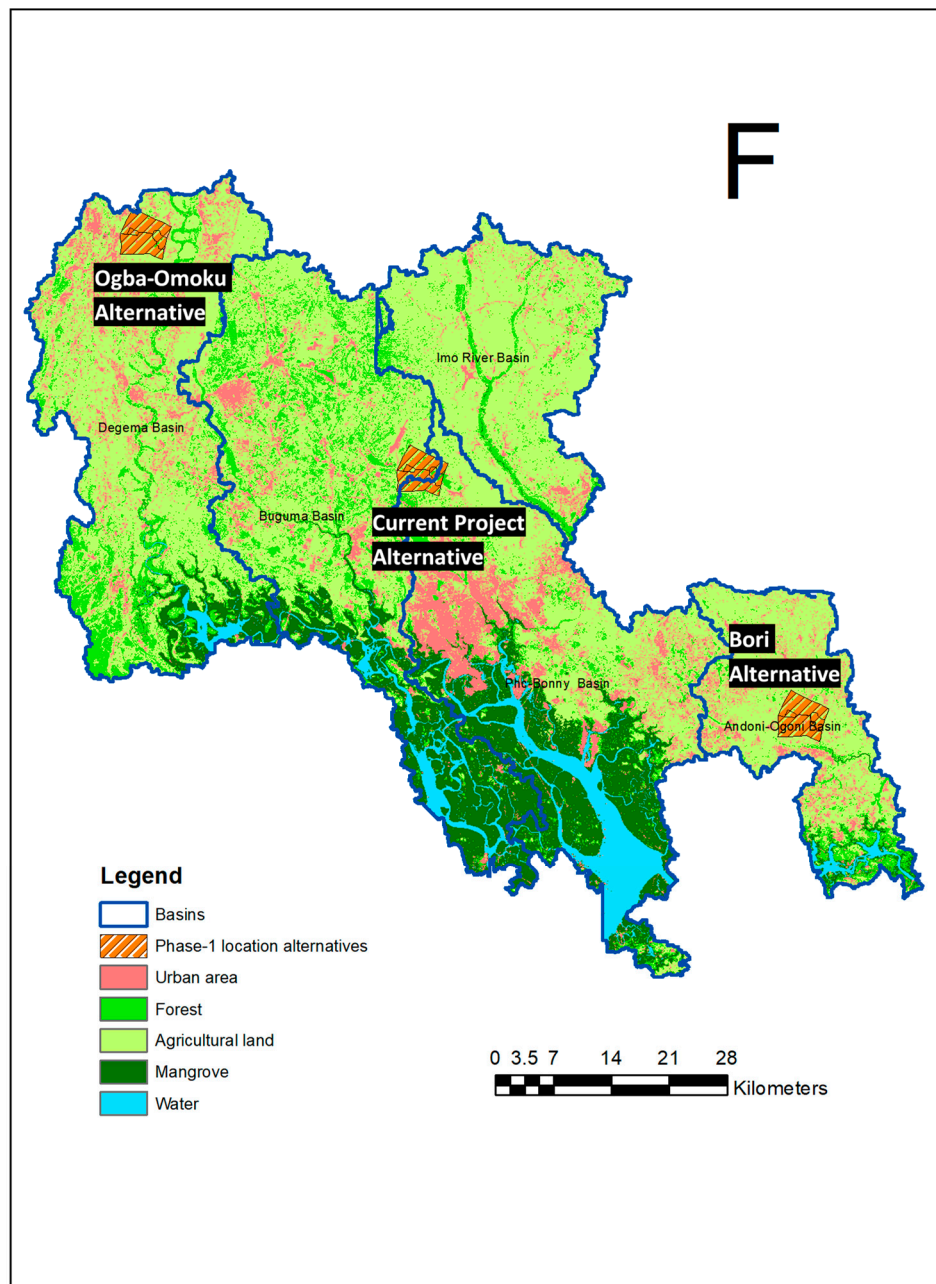 F
Ogba-Omoku
Alternative
Imo River Basin
Degema Basin
Buguma Basin
Current Project
Alternative
Bori
Alternative
Phc-Bonny Basin
Andoni-Ogoni Basin
Legend
Basins
Phase-1 location alternatives
Urban area
Forest
Agricultural land
Mangrove
Water
0 3.5 7 14 21 28
Kilometers